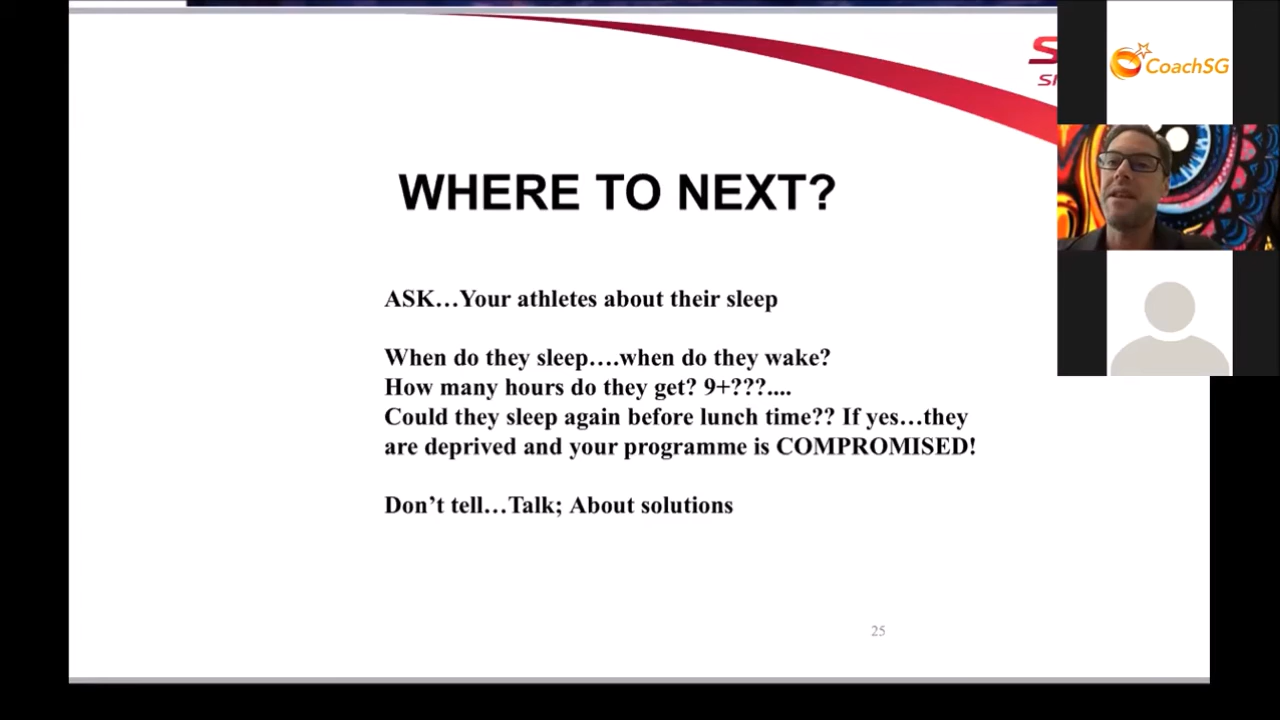 CoachSG
WHERE TO NEXT?
ASK…Your athletes about their sleep
When do they sleep….when do they wake?
How many hours do they get? 9+???....
Could they sleep again before lunch time?? If yes…they
are deprived and your programme is COMPROMISED!
Don’t tell…Talk; About solutions
25